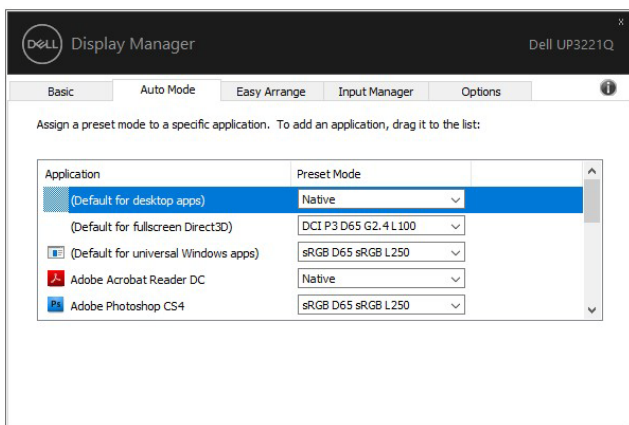 DELL Display Manager Dell UP3221Q
x
Basic Auto Mode Easy Arrange Input Manager Options i
Assign a preset mode to a specific application. To add an application, drag it to the list:
Application Preset Mode
(Default for desktop apps) Native
(Default for fullscreen Direct3D) DCI P3 D65 G2.4 L100
(Default for universal Windows apps) sRGB D65 sRGB L250
Adobe Acrobat Reader DC Native
Ps Adobe Photoshop CS4 sRGB D65 sRGB L250